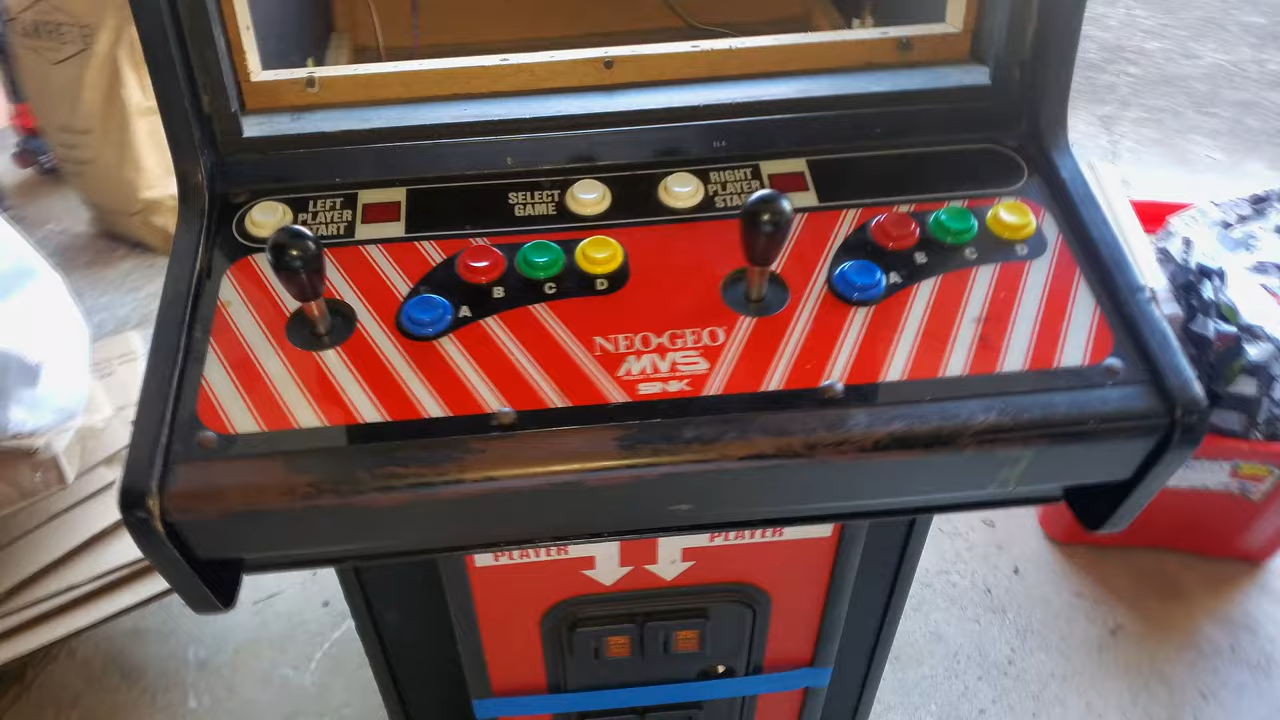 LEFT
PLAYER
START
SELECT
GAME
RIGHT
PLAYER
START
A
B
C
D
A
B
C
D
NEO·GEO
MVS
SNK
PLAYER
PLAYER